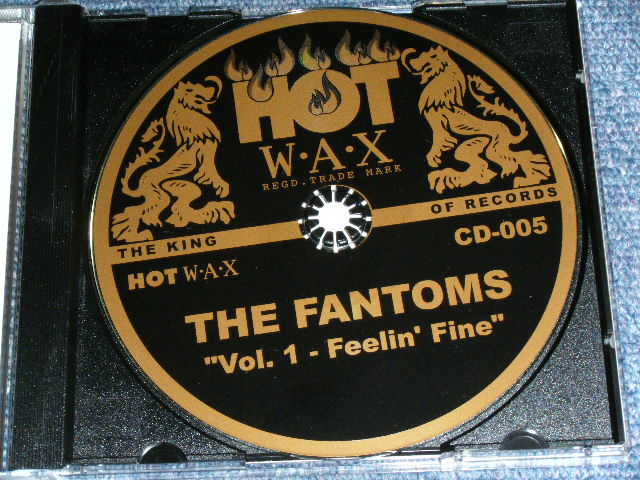 HOT
W·A·X
REGD. TRADE MARK
THE KING OF RECORDS
CD-005
HOT W·A·X
THE FANTOMS
"Vol. 1 - Feelin' Fine"